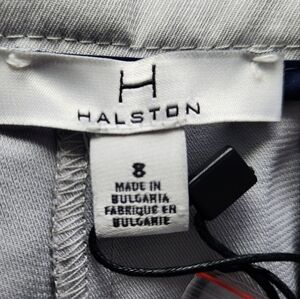 H
HALSTON
8
MADE IN
BULGARIA
FABRIQUE EN
BULGARIE